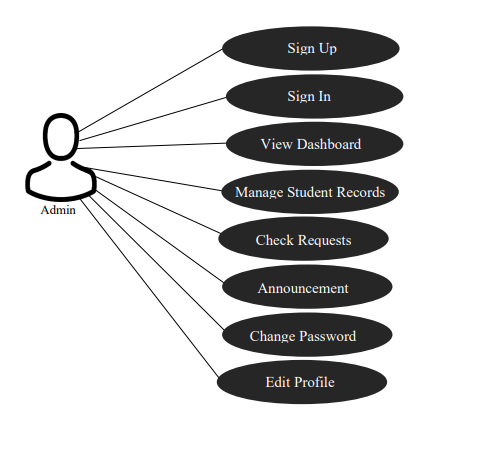 Sign Up
Sign In
View Dashboard
Manage Student Records
Admin
Check Requests
Announcement
Change Password
Edit Profile